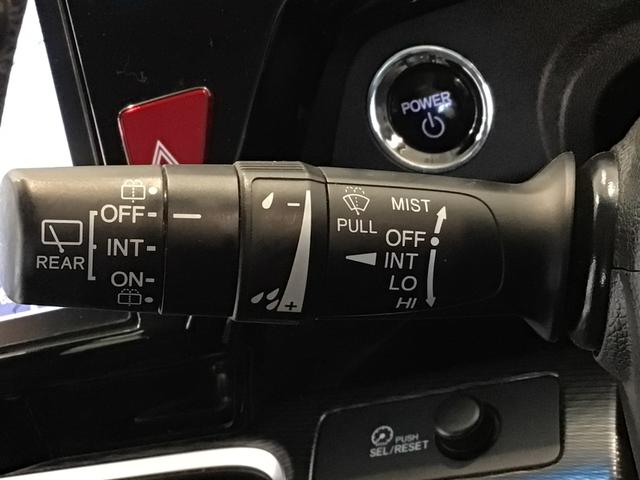 POWER
OFF
INT
ON
REAR
−
+
PULL
MIST
OFF
INT
LO
HI
PUSH
SEL/RESET